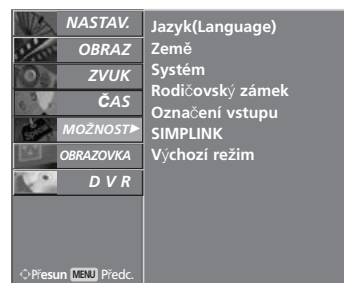 NASTAV.
OBRAZ
ZVUK
ČAS
MOŽNOST
OBRAZOVKA
D V R
Jazyk(Language)
Země
Systém
Rodičovský zámek
Označení vstupu
SIMPLINK
Výchozí režim
Přesun MENU Předc.